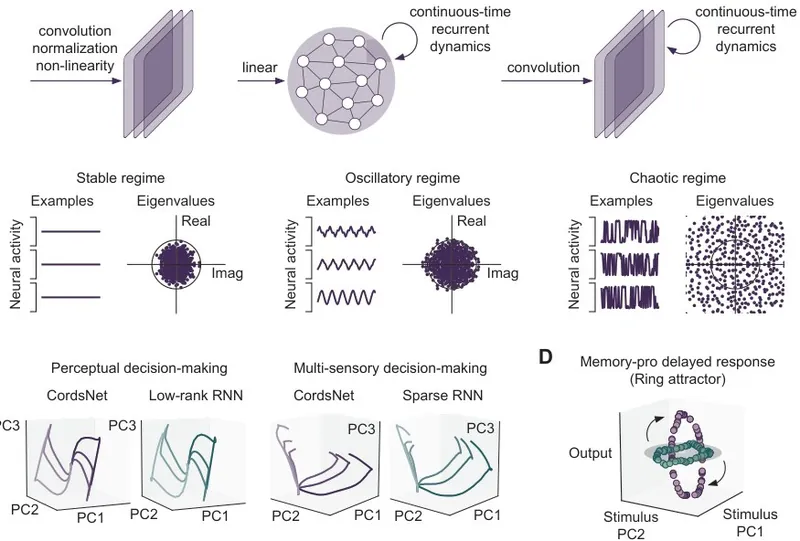 convolution
normalization
non-linearity
linear
continuous-time
recurrent
dynamics
convolution
continuous-time
recurrent
dynamics
Stable regime
Examples
Eigenvalues
Neural activity
Real
Imag
Oscillatory regime
Examples
Eigenvalues
Neural activity
Real
Imag
Chaotic regime
Examples
Eigenvalues
Neural activity
Perceptual decision-making
CordsNet
Low-rank RNN
PC3
PC2
PC1
PC3
PC2
PC1
Multi-sensory decision-making
CordsNet
Sparse RNN
PC3
PC2
PC1
PC3
PC2
PC1
D
Memory-pro delayed response
(Ring attractor)
Output
Stimulus
PC2
Stimulus
PC1